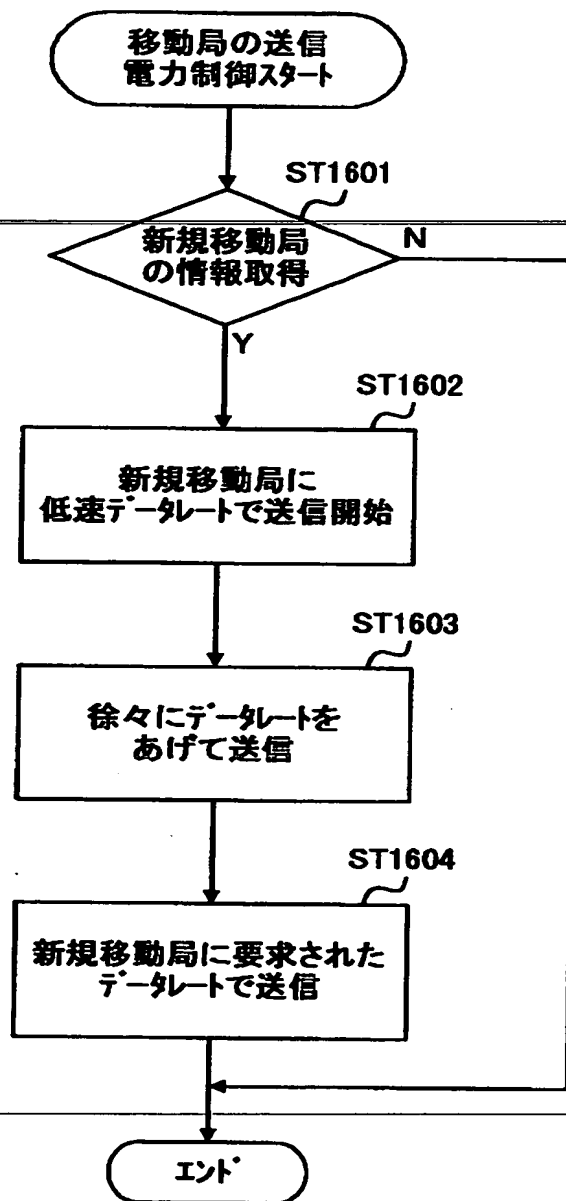 移動局の送信
電力制御スタート
ST1601
新規移動局
の情報取得
N
Y
ST1602
新規移動局に
低速データレートで送信開始
ST1603
徐々にデータレートを
あげて送信
ST1604
新規移動局に要求された
データレートで送信
エンド